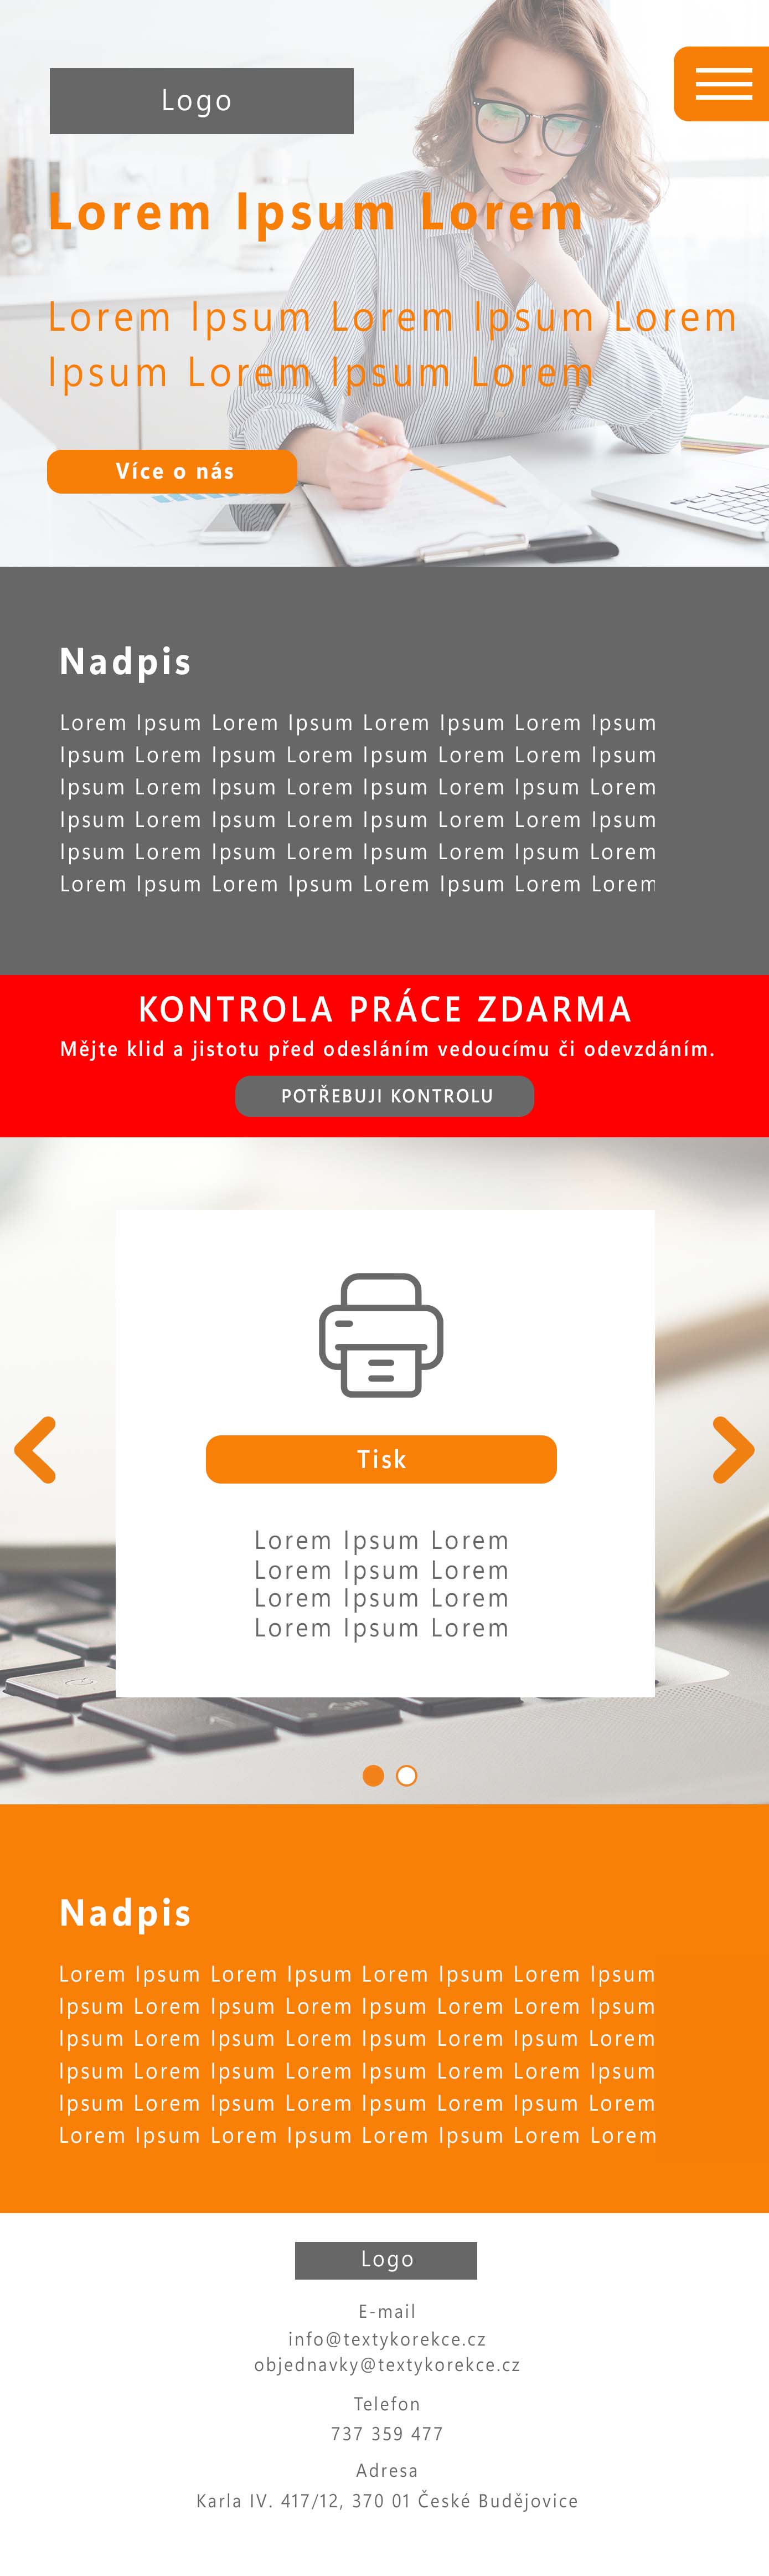 Logo
Lorem Ipsum Lorem
Lorem Ipsum Lorem Ipsum Lorem
Ipsum Lorem Ipsum Lorem
Více o nás
Nadpis
Lorem Ipsum Lorem Ipsum Lorem Ipsum Lorem Ipsum
Ipsum Lorem Ipsum Lorem Ipsum Lorem Lorem Ipsum
Ipsum Lorem Ipsum Lorem Ipsum Lorem Ipsum Lorem
Ipsum Lorem Ipsum Lorem Ipsum Lorem Lorem Ipsum
Ipsum Lorem Ipsum Lorem Ipsum Lorem Ipsum Lorem
Lorem Ipsum Lorem Ipsum Lorem Ipsum Lorem Lorem
KONTROLA PRÁCE ZDARMA
Mějte klid a jistotu před odesláním vedoucímu či odevzdáním.
POTŘEBUJI KONTROLU
Tisk
Lorem Ipsum Lorem
Lorem Ipsum Lorem
Lorem Ipsum Lorem
Lorem Ipsum Lorem
Nadpis
Lorem Ipsum Lorem Ipsum Lorem Ipsum Lorem Ipsum
Ipsum Lorem Ipsum Lorem Ipsum Lorem Lorem Ipsum
Ipsum Lorem Ipsum Lorem Ipsum Lorem Ipsum Lorem
Ipsum Lorem Ipsum Lorem Ipsum Lorem Lorem Ipsum
Ipsum Lorem Ipsum Lorem Ipsum Lorem Ipsum Lorem
Lorem Ipsum Lorem Ipsum Lorem Ipsum Lorem Lorem
Logo
E-mail
info@textykorekce.cz
objednavky@textykorekce.cz
Telefon
737 359 477
Adresa
Karla IV. 417/12, 370 01 České Budějovice